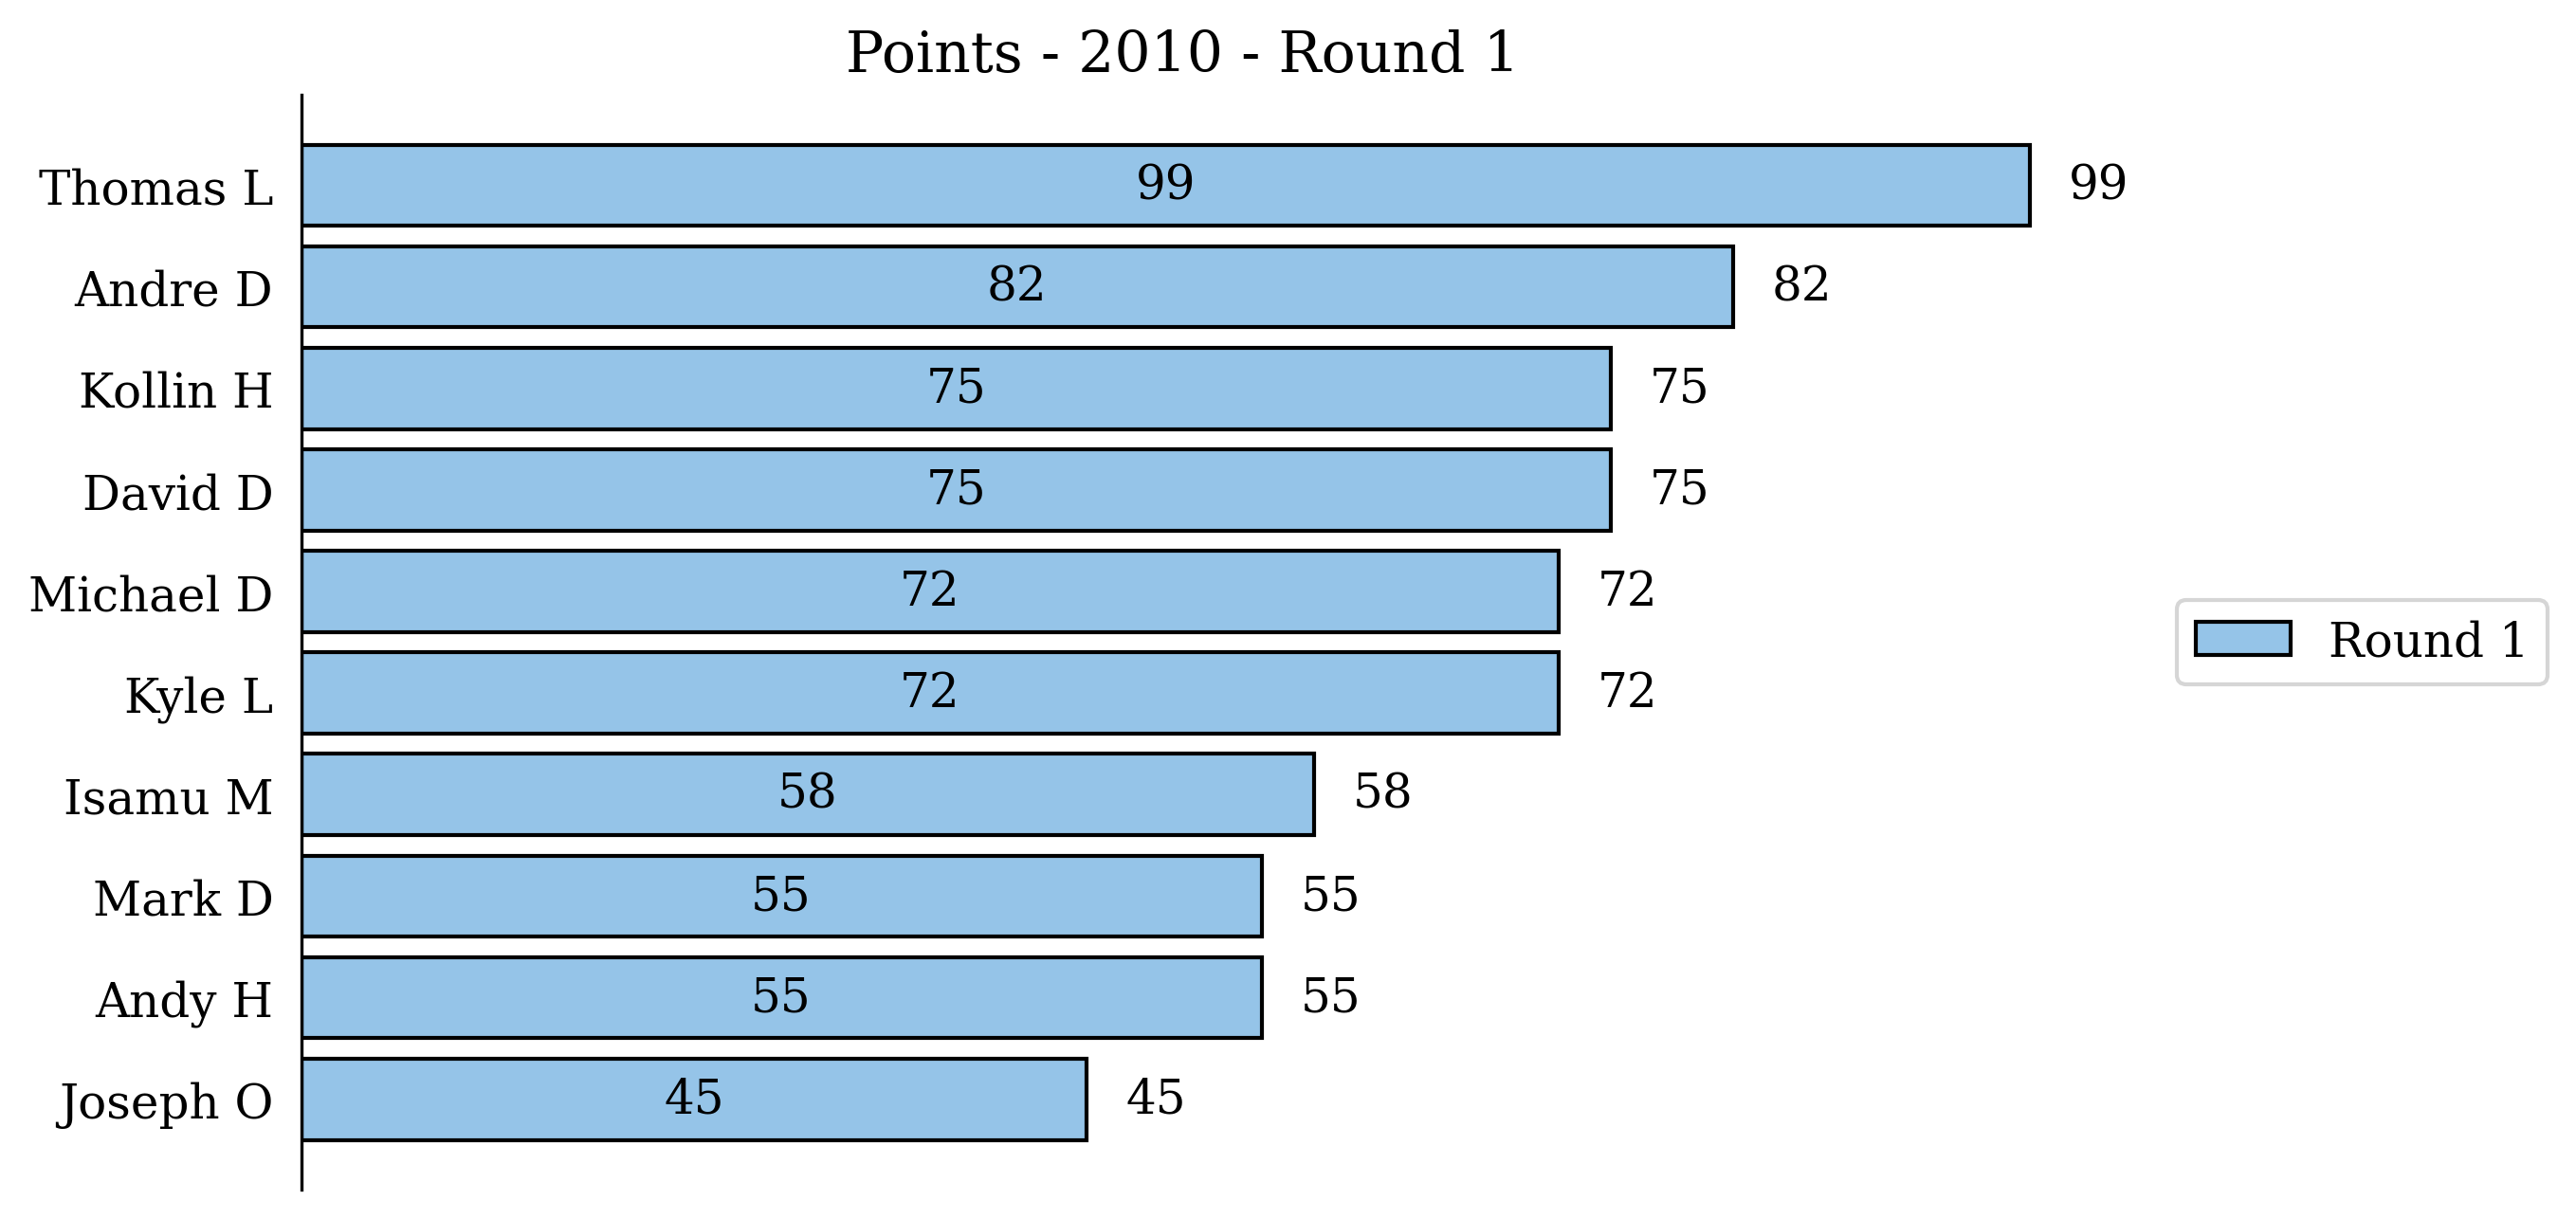 Points - 2010 - Round 1
Thomas L 99 99
Andre D 82 82
Kollin H 75 75
David D 75 75
Michael D 72 72
Kyle L 72 72
Isamu M 58 58
Mark D 55 55
Andy H 55 55
Joseph O 45 45
Round 1